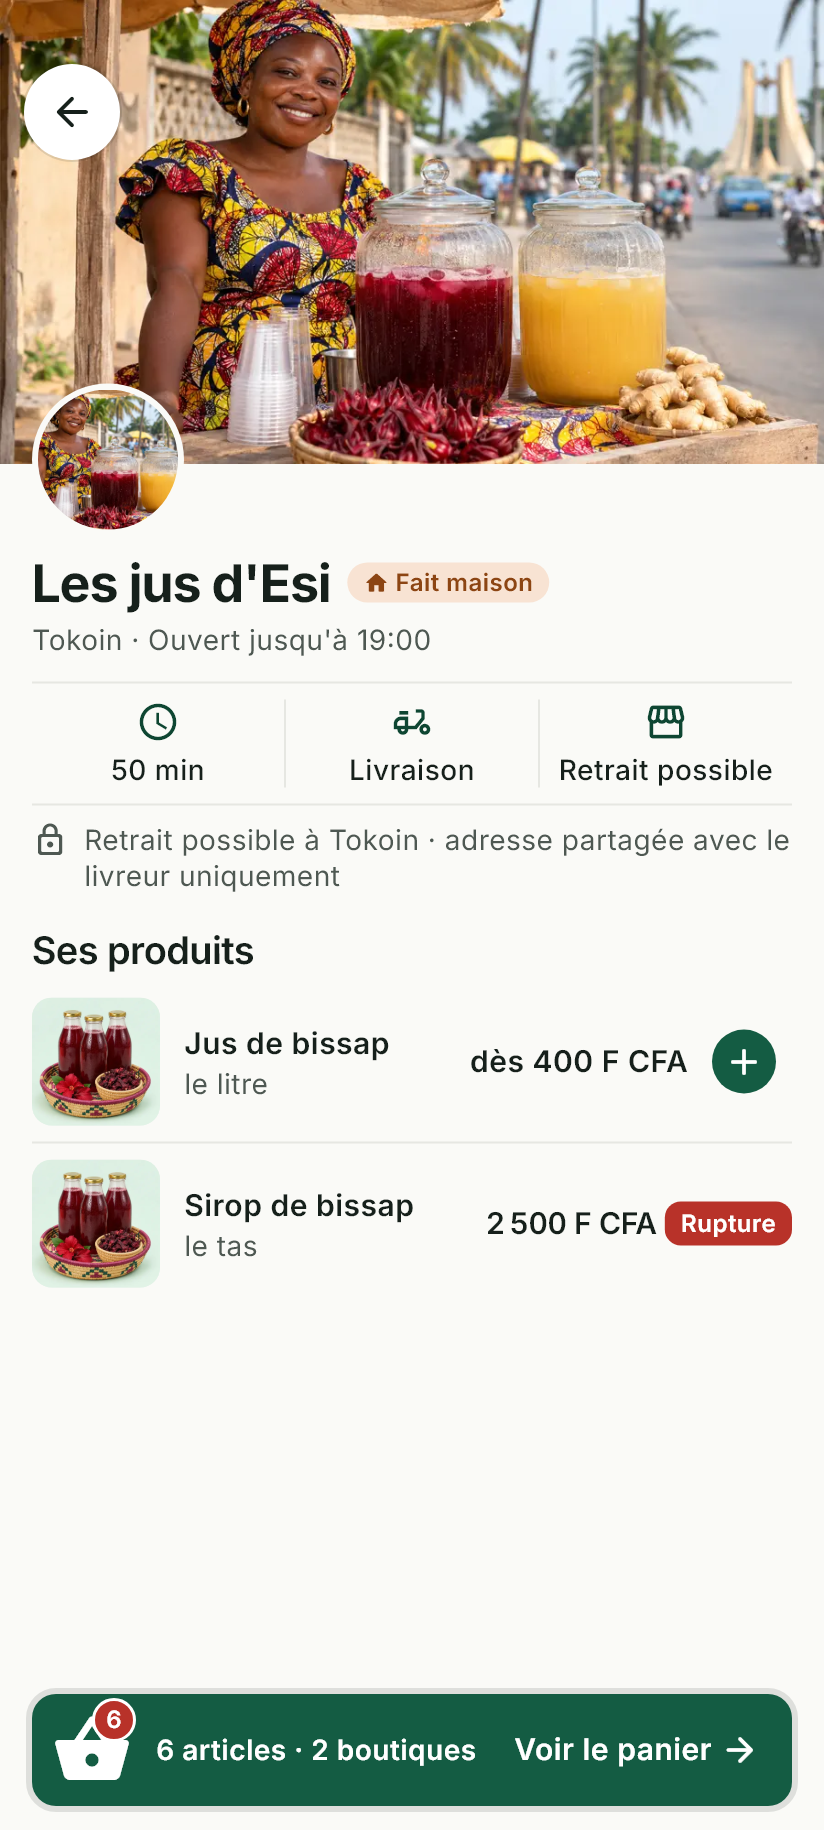 Les jus d'Esi
Fait maison
Tokoin · Ouvert jusqu'à 19:00
50 min
Livraison
Retrait possible
Retrait possible à Tokoin · adresse partagée avec le
livreur uniquement
Ses produits
Jus de bissap
le litre
dès 400 F CFA
Sirop de bissap
le tas
2 500 F CFA
Rupture
6
6 articles · 2 boutiques
Voir le panier →